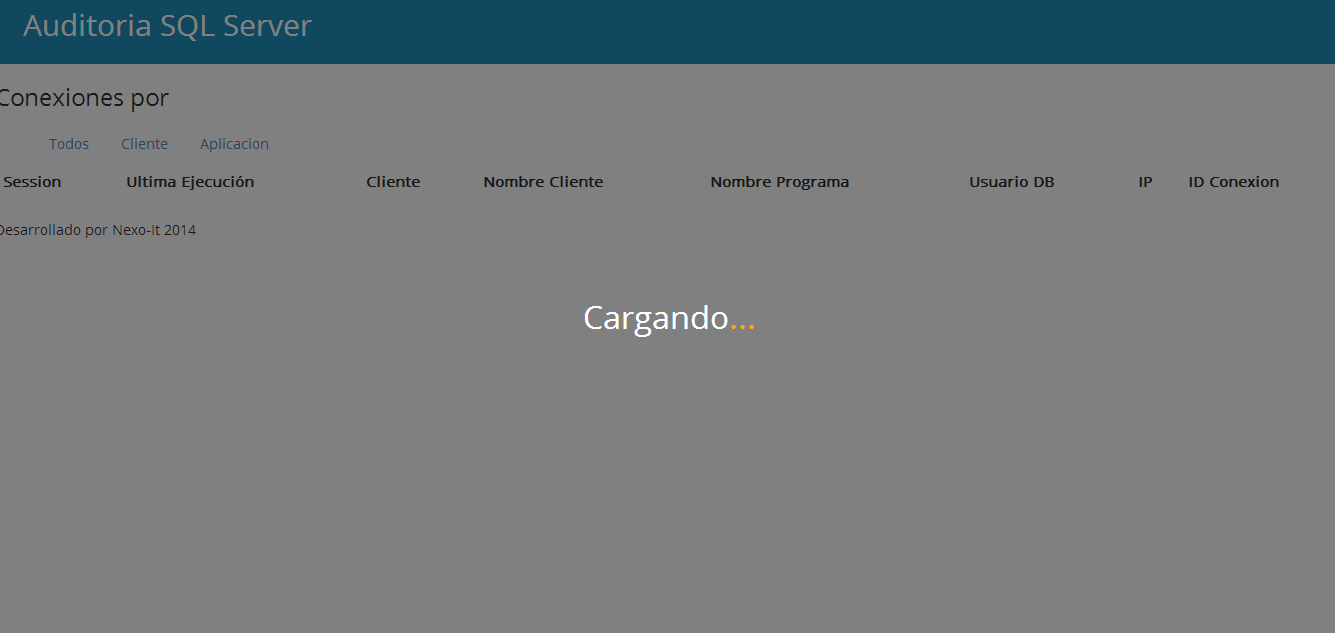 Auditoria SQL Server
Conexiones por
Todos Cliente Aplicacion
Session Ultima Ejecución Cliente Nombre Cliente Nombre Programa Usuario DB IP ID Conexion
Desarrollado por Nexo-It 2014
Cargando...